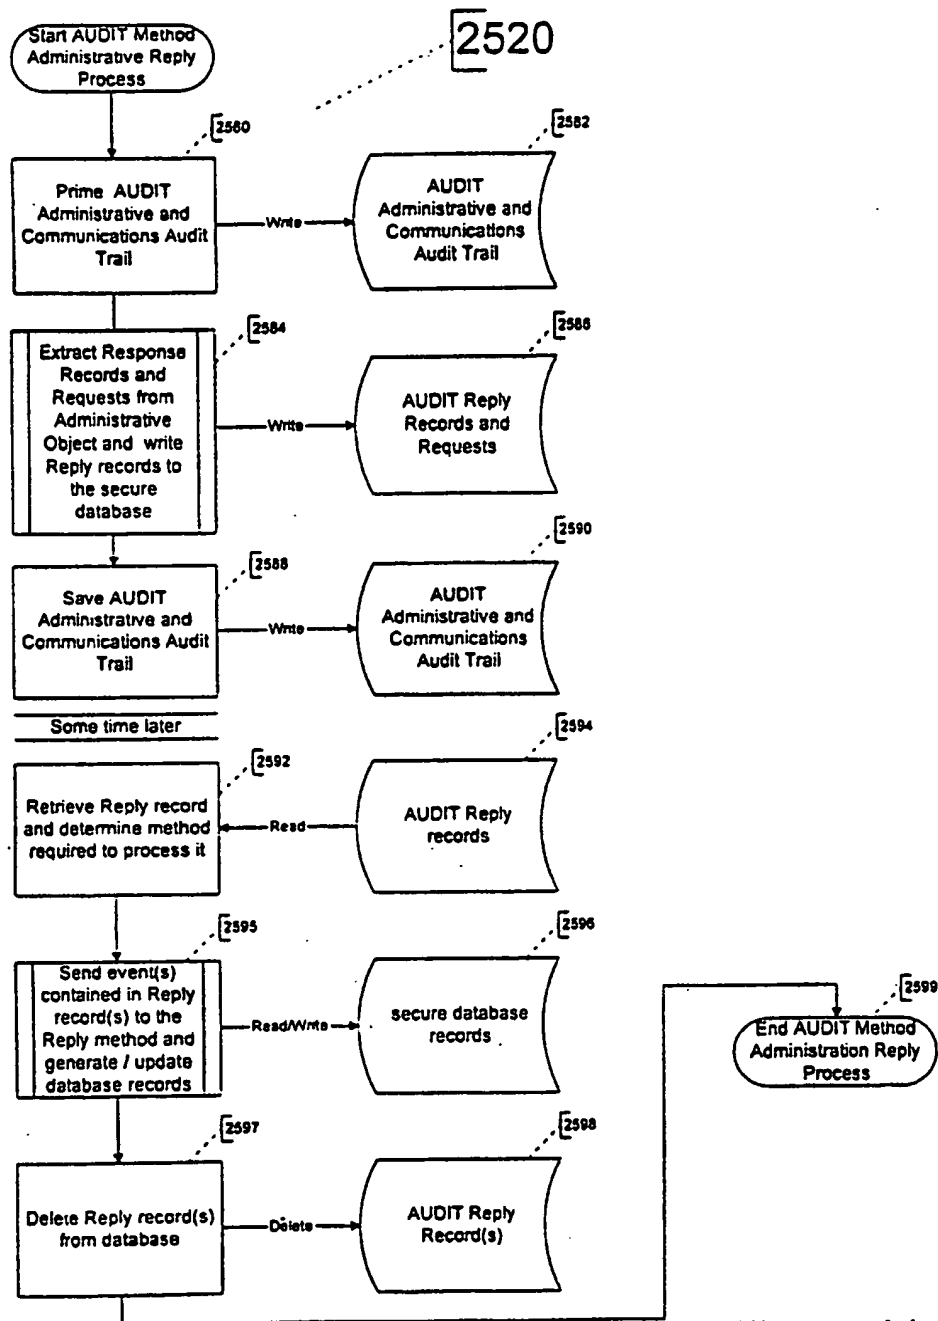 Start AUDIT Method
Administrative Reply
Process
2520
2580
Prime AUDIT
Administrative and
Communications Audit
Trail
Write
2582
AUDIT
Administrative and
Communications
Audit Trail
2584
Extract Response
Records and
Requests from
Administrative
Object and write
Reply records to
the secure
database
Write
2586
AUDIT Reply
Records and
Requests
2588
Save AUDIT
Administrative and
Communications Audit
Trail
Write
2590
AUDIT
Administrative and
Communications
Audit Trail
Some time later
2592
Retrieve Reply record
and determine method
required to process it
Read
2594
AUDIT Reply
records
2595
Send event(s)
contained in Reply
record(s) to the
Reply method and
generate / update
database records
Read/Write
2596
secure database
records
2599
End AUDIT Method
Administration Reply
Process
2597
Delete Reply record(s)
from database
Delete
2598
AUDIT Reply
Record(s)